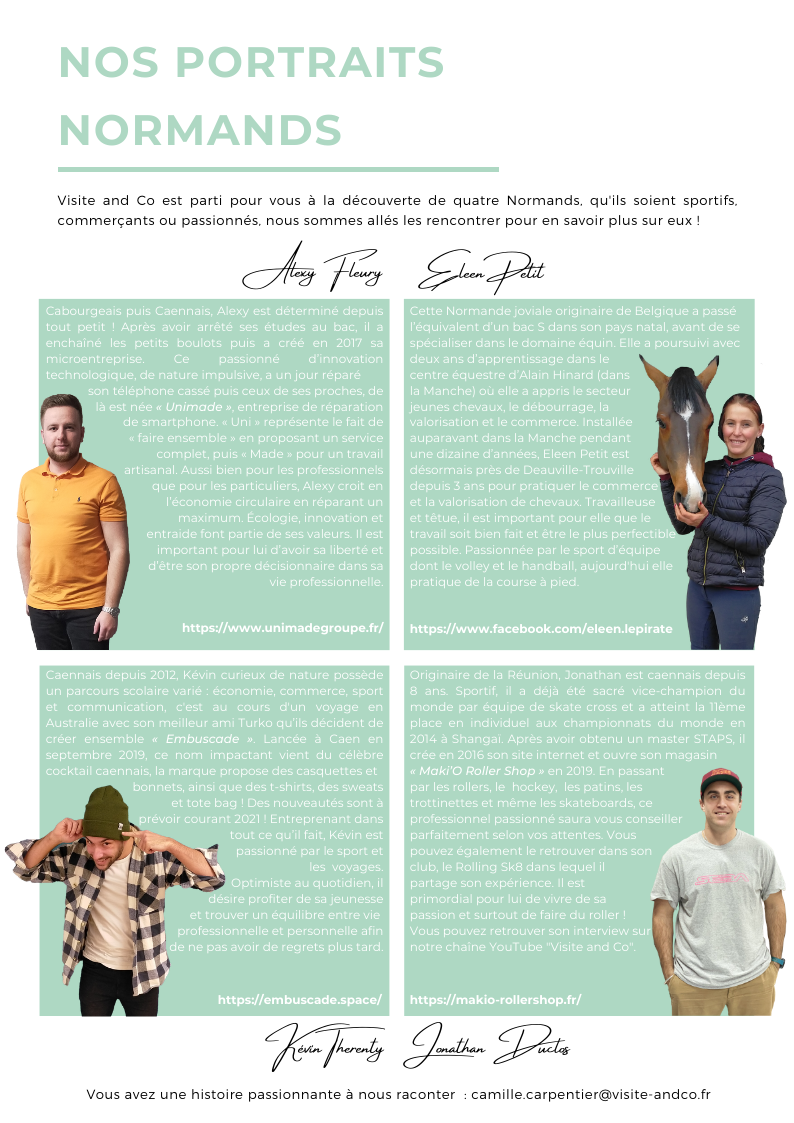 NOS PORTRAITS
NORMANDS
Visite and Co est parti pour vous à la découverte de quatre Normands, qu'ils soient sportifs,
commerçants ou passionnés, nous sommes allés les rencontrer pour en savoir plus sur eux !
Alexy Fleury
Eleen Petit
Cabourgeais puis Caennais, Alexy est déterminé depuis
tout petit ! Après avoir arrêté ses études au bac, il a
enchaîné les petits boulots puis a créé en 2017 sa
microentreprise. Ce passionné d'innovation
technologique, de nature impulsive, a un jour réparé
son téléphone cassé puis ceux de ses proches, de
là est née « Unimade », entreprise de réparation
de smartphone. « Uni » représente le fait de
« faire ensemble » en proposant un service
complet, puis « Made » pour un travail
artisanal. Aussi bien pour les professionnels
que pour les particuliers, Alexy croit en
l'économie circulaire en réparant un
maximum. Écologie, innovation et
entraide font partie de ses valeurs. Il est
important pour lui d'avoir sa liberté et
d'être son propre décisionnaire dans sa
vie professionnelle.
https://www.unimadegroupe.fr/
Cette Normande joviale originaire de Belgique a passé
l'équivalent d'un bac S dans son pays natal, avant de se
spécialiser dans le domaine équin. Elle a poursuivi avec
deux ans d'apprentissage dans le
centre équestre d'Alain Hinard (dans
la Manche) où elle a appris le secteur
jeunes chevaux, le débourrage, la
valorisation et le commerce. Installée
auparavant dans la Manche pendant
une dizaine d'années, Eleen Petit est
désormais près de Deauville-Trouville
depuis 3 ans pour pratiquer le commerce
et la valorisation de chevaux. Travailleuse
et têtue, il est important pour elle que le
travail soit bien fait et être le plus perfectible
possible. Passionnée par le sport d'équipe
dont le volley et le handball, aujourd'hui elle
pratique de la course à pied.
https://www.facebook.com/eleen.lepirate
Caennais depuis 2012, Kévin curieux de nature possède
un parcours scolaire varié : économie, commerce, sport
et communication, c'est au cours d'un voyage en
Australie avec son meilleur ami Turko qu'ils décident de
créer ensemble « Embuscade ». Lancée à Caen en
septembre 2019, ce nom impactant vient du célèbre
cocktail caennais, la marque propose des casquettes et
bonnets, ainsi que des t-shirts, des sweats
et tote bag ! Des nouveautés sont à
prévoir courant 2021 ! Entreprenant dans
tout ce qu'il fait, Kévin est
passionné par le sport et
les voyages.
Optimiste au quotidien, il
désire profiter de sa jeunesse
et trouver un équilibre entre vie
professionnelle et personnelle afin
de ne pas avoir de regrets plus tard.
https://embuscade.space/
Originaire de la Réunion, Jonathan est caennais depuis
8 ans. Sportif, il a déjà été sacré vice-champion du
monde par équipe de skate cross et a atteint la 11ème
place en individuel aux championnats du monde en
2014 à Shangai. Après avoir obtenu un master STAPS, il
crée en 2016 son site internet et ouvre son magasin
« Maki'O Roller Shop » en 2019. En passant
par les rollers, le hockey, les patins, les
trottinettes et même les skateboards, ce
professionnel passionné saura vous conseiller
parfaitement selon vos attentes. Vous
pouvez également le retrouver dans son
club, le Rolling Sk8 dans lequel il
partage son expérience. Il est
primordial pour lui de vivre de sa
passion et surtout de faire du roller !
Vous pouvez retrouver son interview sur
notre chaîne YouTube "Visite and Co".
https://makio-rollershop.fr/
Kévin Therenty
Jonathan Duclos
Vous avez une histoire passionnante à nous raconter : camille.carpentier@visite-andco.fr